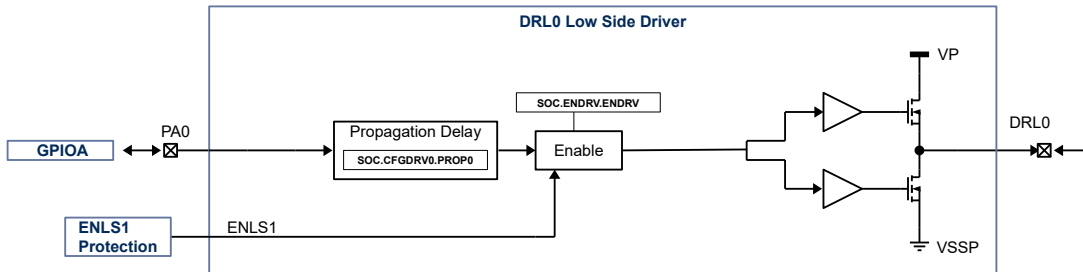 DRL0 Low Side Driver
VP
SOC.ENDRV.ENDRV
PA0
Propagation Delay
DRL0
GPIOA
SOC.CFGDRV0.PROP0
Enable
ENLS1
Protection
ENLS1
VSSP